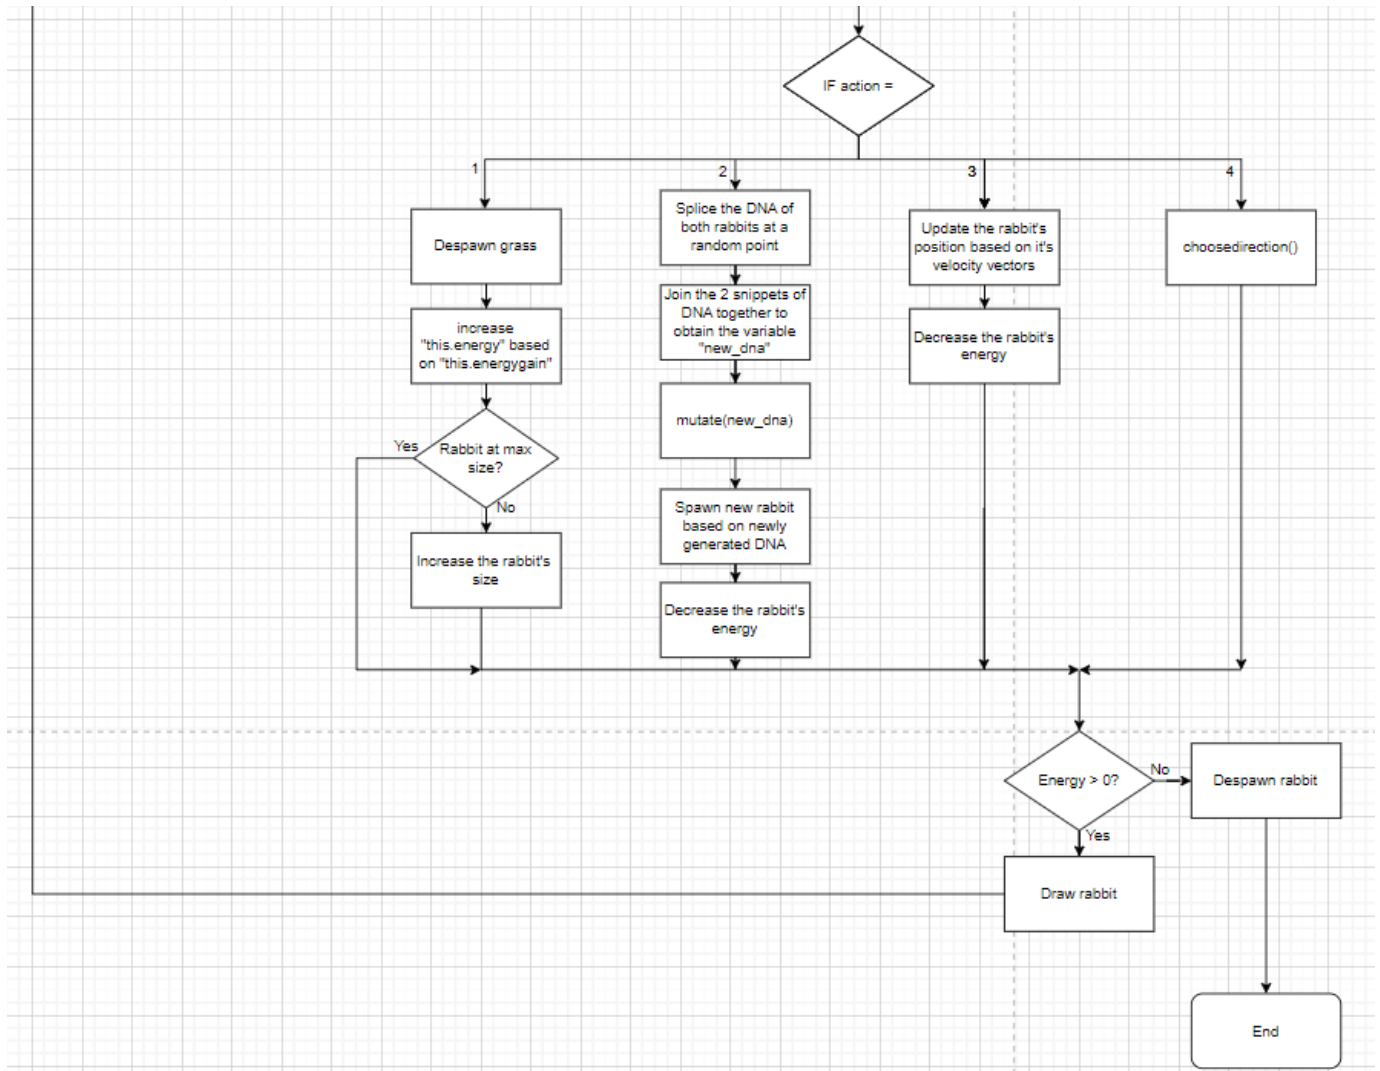 IF action =
1
2
3
4
Despawn grass
increase
"this.energy" based
on "this.energygain"
Yes
Rabbit at max
size?
No
Increase the rabbit's
size
Splice the DNA of
both rabbits at a
random point
Join the 2 snippets of
DNA together to
obtain the variable
"new_dna"
mutate(new_dna)
Spawn new rabbit
based on newly
generated DNA
Decrease the rabbit's
energy
Update the rabbit's
position based on it's
velocity vectors
Decrease the rabbit's
energy
choosedirection()
Energy > 0?
No
Despawn rabbit
Yes
Draw rabbit
End